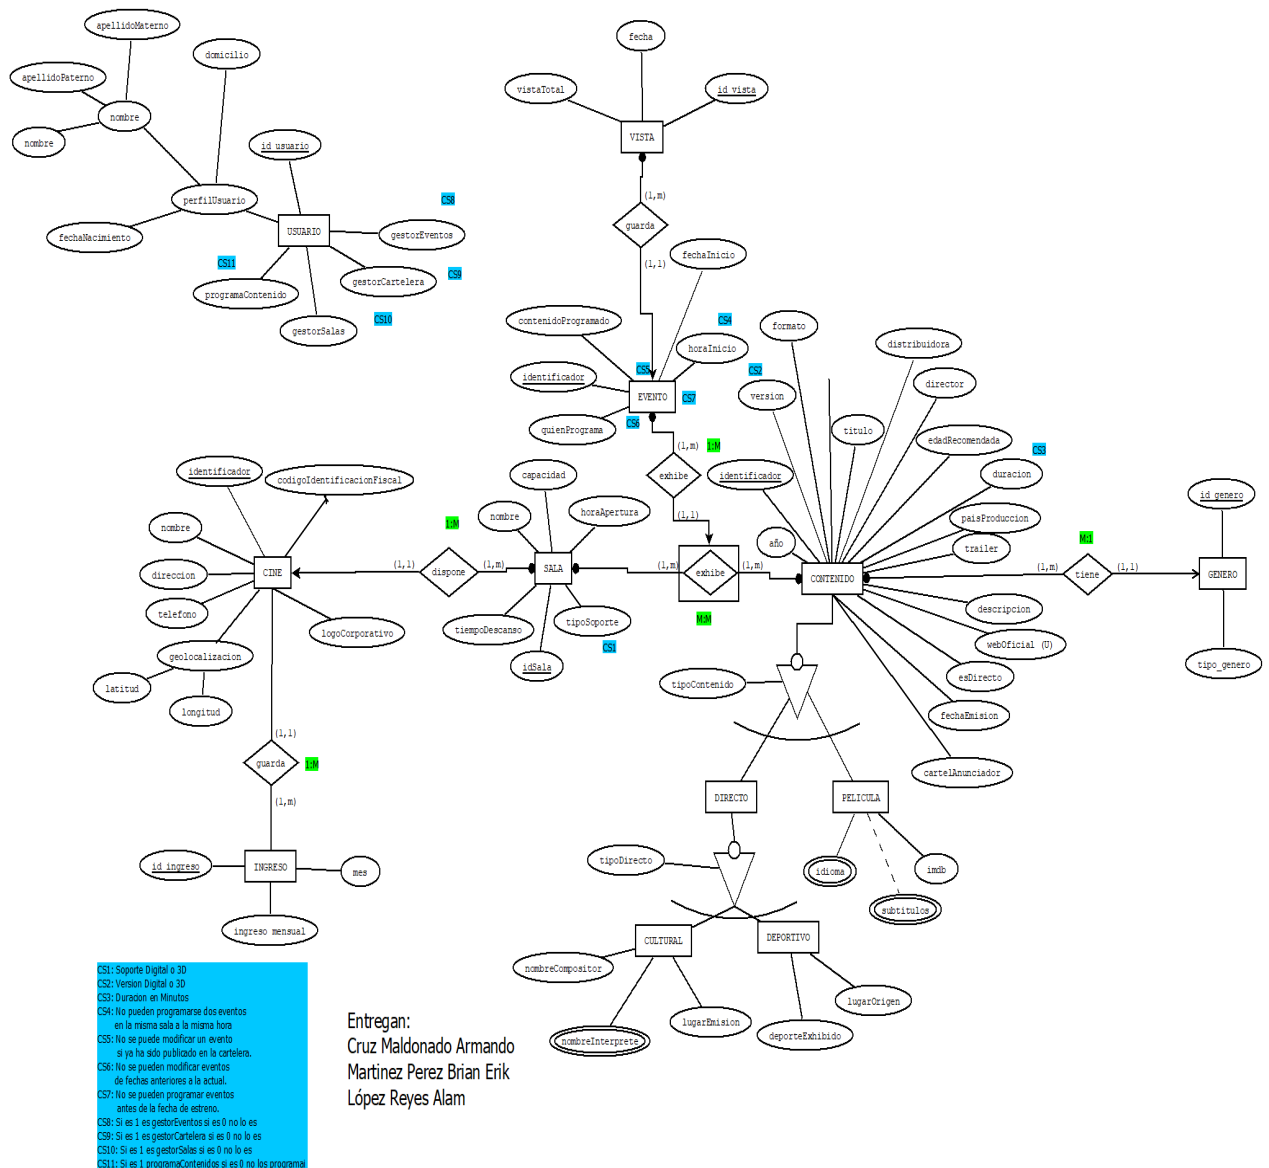 apellidoMaterno
fecha
domicilio
apellidoPaterno
vistaTotal
id_vista
nombre
VISTA
nombre
id_usuario
(1,m)
CS8
perfilUsuario
guarda
USUARIO
gestorEventos
fechaNacimiento
fechaInicio
CS11
(1,1)
CS9
gestorCartelera
programaContenido
CS10
contenidoProgramado
CS4
formato
gestorSalas
horaInicio
distribuidora
CS5
CS2
identificador
EVENTO
CS7
version
director
CS6
quienPrograma
titulo
edadRecomendada
(1,m)
1:M
CS3
identificador
codigoIdentificacionFiscal
capacidad
exhibe
identificador
duracion
id_genero
nombre
horaApertura
paisProduccion
nombre
1:M
(1,1)
año
trailer
M:1
direccion
CINE
(1,1)
dispone
(1,m)
SALA
(1,m)
exhibe
(1,m)
CONTENIDO
(1,m)
tiene
(1,1)
GENERO
telefono
logoCorporativo
tiempoDescanso
tipoSoporte
M:M
descripcion
CS1
webOficial (U)
geolocalizacion
idSala
tipo_genero
latitud
esDirecto
tipoContenido
longitud
fechaEmision
(1,1)
guarda
1:M
cartelAnunciador
(1,m)
DIRECTO
PELICULA
id_ingreso
INGRESO
mes
tipoDirecto
idioma
imdb
subtitulos
ingreso mensual
CULTURAL
DEPORTIVO
nombreCompositor
lugarOrigen
lugarEmision
nombreInterprete
deporteExhibido
CS1: Soporte Digital o 3D
CS2: Version Digital o 3D
CS3: Duracion en Minutos
CS4: No pueden programarse dos eventos
en la misma sala a la misma hora
CS5: No se puede modificar un evento
si ya ha sido publicado en la cartelera.
CS6: No se pueden modificar eventos
de fechas anteriores a la actual.
CS7: No se pueden programar eventos
antes de la fecha de estreno.
CS8: Si es 1 es gestorEventos si es 0 no lo es
CS9: Si es 1 es gestorCartelera si es 0 no lo es
CS10: Si es 1 es gestorSalas si es 0 no lo es
CS11: Si es 1 programaContenidos si es 0 no los programa
Entregan:
Cruz Maldonado Armando
Martinez Perez Brian Erik
López Reyes Alam